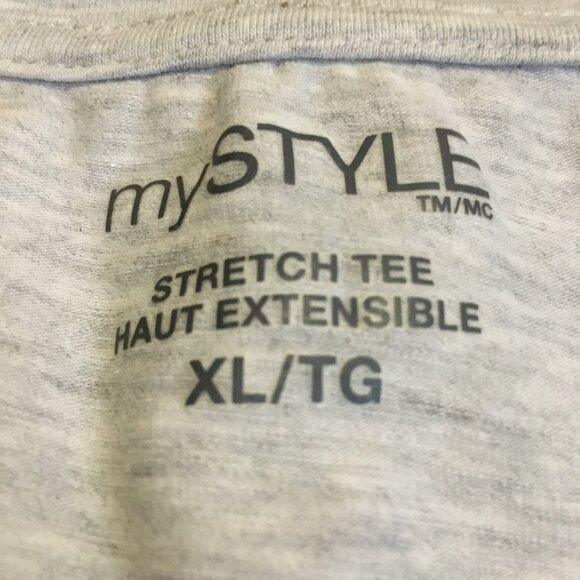 mySTYLE
TM/MC
STRETCH TEE
HAUT EXTENSIBLE
XL/TG